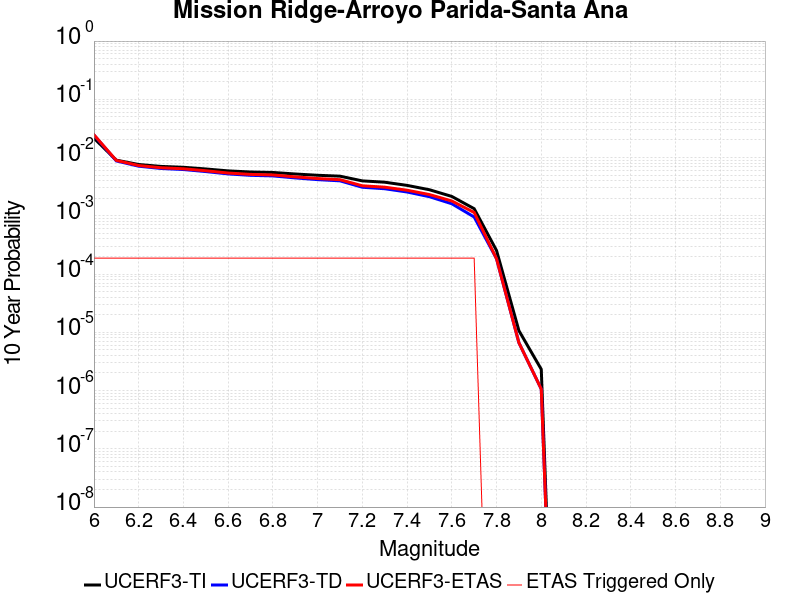 Mission Ridge-Arroyo Parida-Santa Ana
10^0
10^-1
10^-2
10^-3
10^-4
10^-5
10^-6
10^-7
10^-8
10 Year Probability
6 6.2 6.4 6.6 6.8 7 7.2 7.4 7.6 7.8 8 8.2 8.4 8.6 8.8 9
Magnitude
UCERF3-TI UCERF3-TD UCERF3-ETAS ETAS Triggered Only